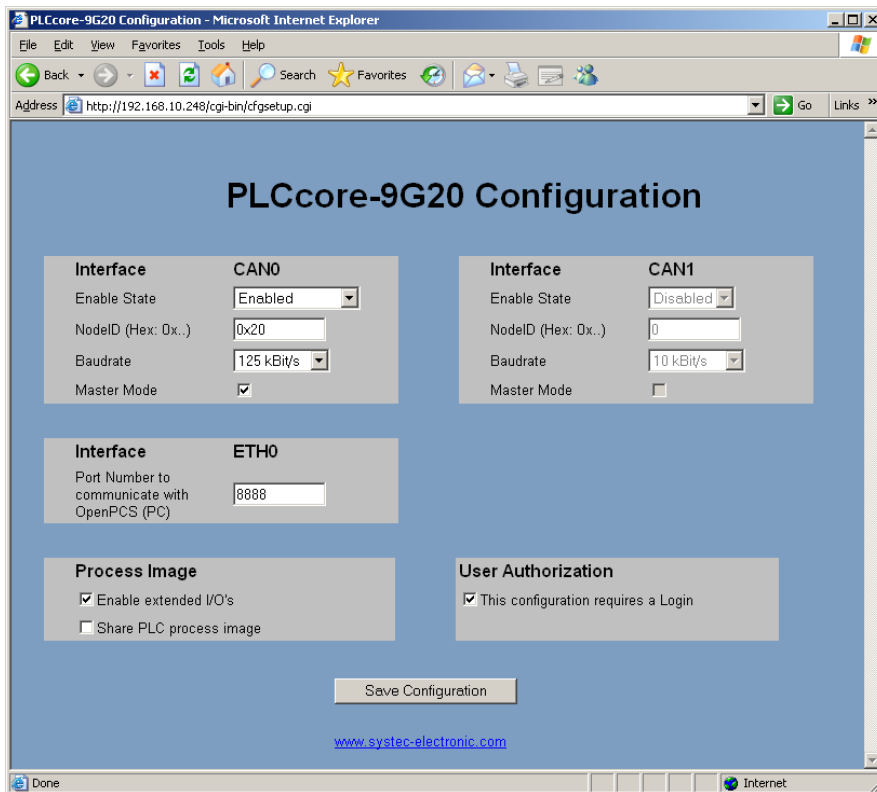 PLCcore-9G20 Configuration - Microsoft Internet Explorer
File Edit View Favorites Tools Help
Back Search Favorites
Address http://192.168.10.248/cgi-bin/cfgsetup.cgi Go Links »
PLCcore-9G20 Configuration
Interface CAN0
Enable State Enabled
NodeID (Hex: 0x..) 0x20
Baudrate 125 kBit/s
Master Mode
Interface CAN1
Enable State Disabled
NodeID (Hex: 0x..) 0
Baudrate 10 kBit/s
Master Mode
Interface ETH0
Port Number to
communicate with 8888
OpenPCS (PC)
Process Image
Enable extended I/O's
Share PLC process image
User Authorization
This configuration requires a Login
Save Configuration
www.systec-electronic.com
Done Internet